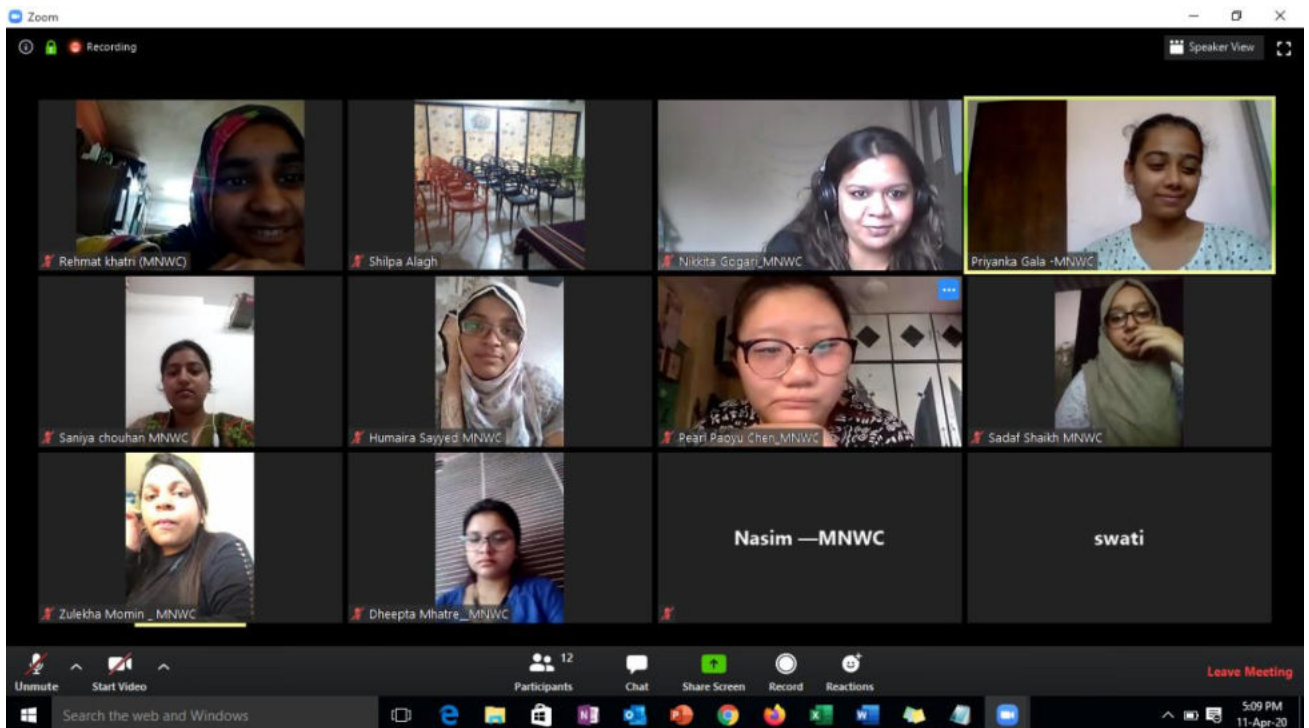 Zoom
Recording
Speaker View
Rehmat khatri (MNWC)
Shilpa Alagh
Nikkita Gogari_MNWC
Priyanka Gala -MNWC
Saniya chouhan MNWC
Humaira Sayyed MNWC
Pearl Paoyu Chen_MNWC
Sadaf Shaikh MNWC
Zulekha Momin _ MNWC
Dheepta Mhatre__MNWC
Nasim —MNWC
swati
Unmute
Start Video
Participants
12
Chat
Share Screen
Record
Reactions
Leave Meeting
Search the web and Windows
5:09 PM
11-Apr-20